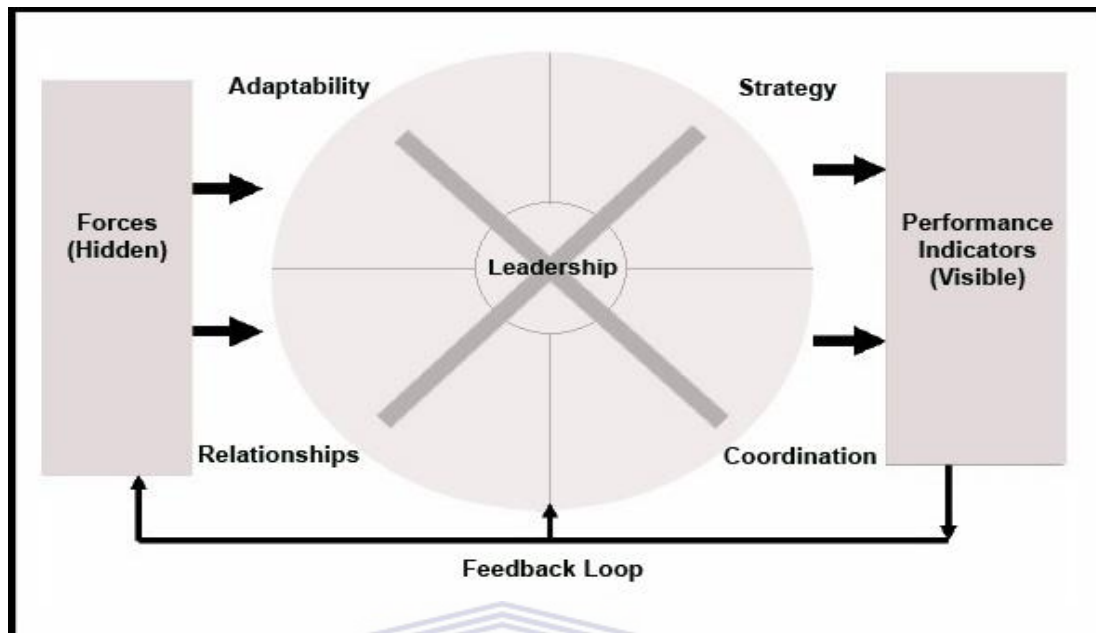 Adaptability
Strategy
Forces
(Hidden)
Leadership
Performance
Indicators
(Visible)
Relationships
Coordination
Feedback Loop